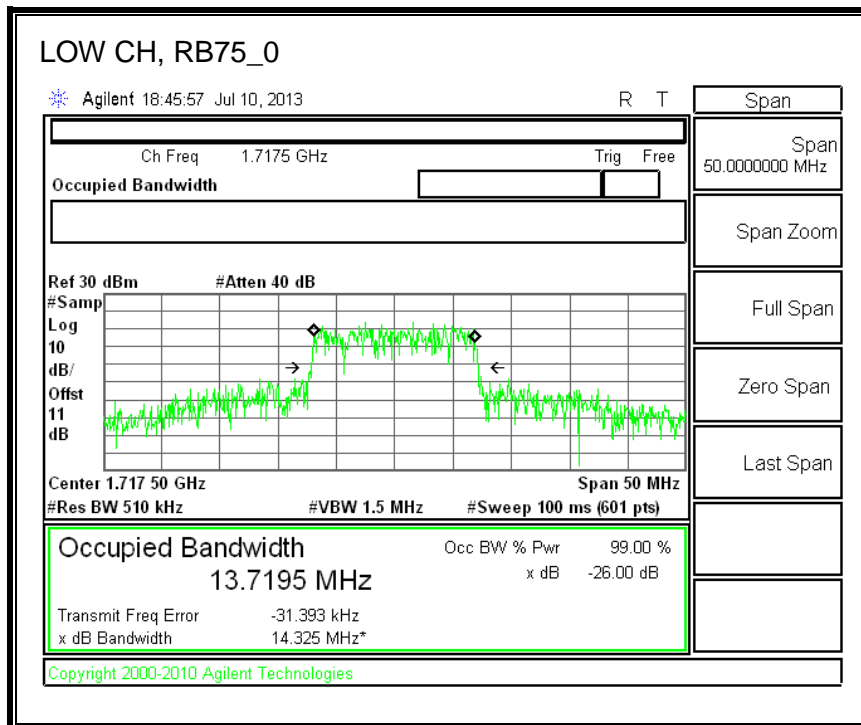 LOW CH, RB75_0
Agilent 18:45:57 Jul 10, 2013 R T
Ch Freq 1.7175 GHz Trig Free
Occupied Bandwidth
Ref 30 dBm #Atten 40 dB
#Samp
Log
10
dB/
Offst
11
dB
Center 1.717 50 GHz Span 50 MHz
#Res BW 510 kHz #VBW 1.5 MHz #Sweep 100 ms (601 pts)
Occupied Bandwidth Occ BW % Pwr 99.00 %
13.7195 MHz x dB -26.00 dB
Transmit Freq Error -31.393 kHz
x dB Bandwidth 14.325 MHz*
Copyright 2000-2010 Agilent Technologies
Span
Span
50.0000000 MHz
Span Zoom
Full Span
Zero Span
Last Span